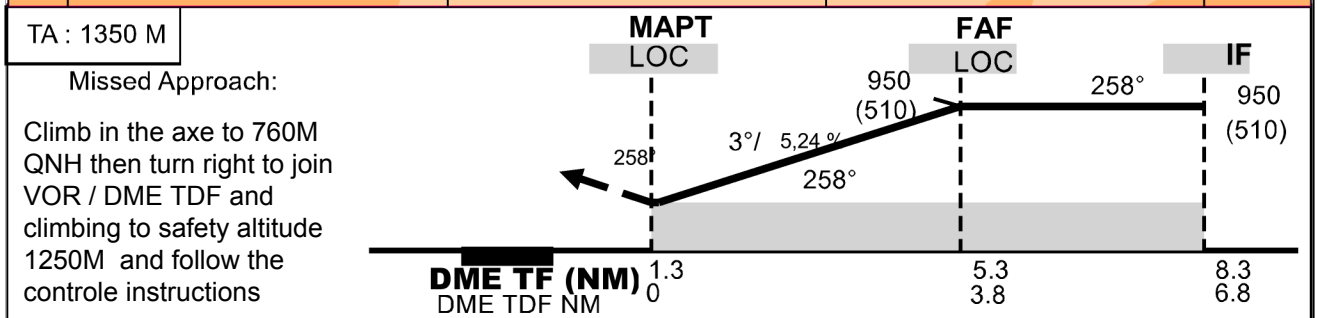 TA : 1350 M
Missed Approach:
Climb in the axe to 760M
QNH then turn right to join
VOR / DME TDF and
climbing to safety altitude
1250M and follow the
controle instructions
MAPT
LOC
FAF
LOC
IF
950
(510)
258°
950
(510)
3°/ 5,24 %
258°
258°
DME TF (NM) 1.3 5.3 8.3
DME TDF NM 0 3.8 6.8